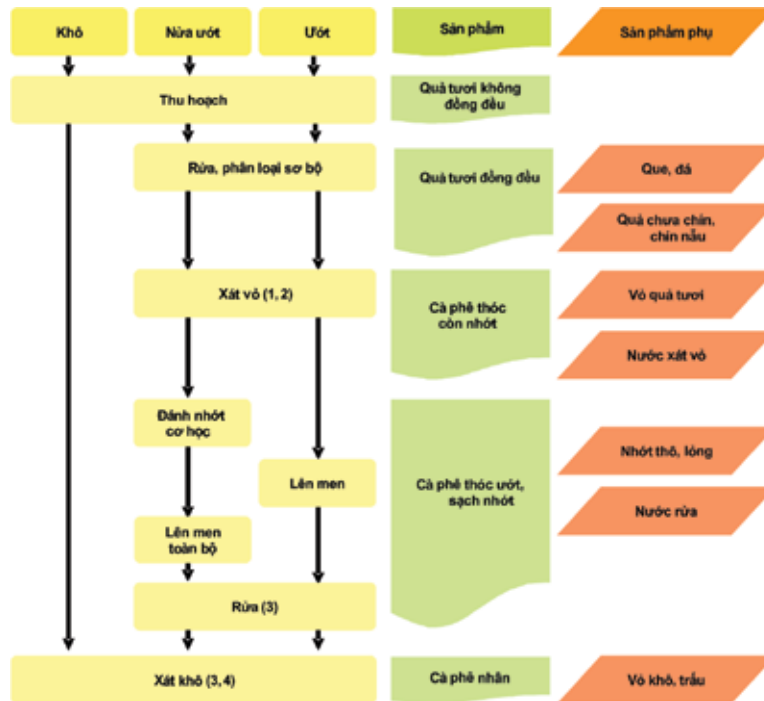 Khô
Nửa ướt
Ướt
Sản phẩm
Sản phẩm phụ
Thu hoạch
Quả tươi không
đồng đều
Rửa, phân loại sơ bộ
Quả tươi đồng đều
Que, đá
Quả chưa chín,
chín nẫu
Xát vỏ (1, 2)
Cà phê thóc
còn nhớt
Vỏ quả tươi
Nước xát vỏ
Đánh nhớt
cơ học
Lên men
Cà phê thóc ướt,
sạch nhớt
Nhớt thô, lỏng
Nước rửa
Lên men
toàn bộ
Rửa (3)
Xát khô (3, 4)
Cà phê nhân
Vỏ khô, trấu